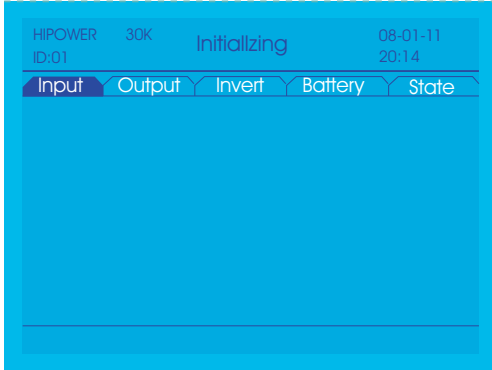 HIPOWER 30K Initiallzing 08-01-11
ID:01 20:14
Input Output Invert Battery State